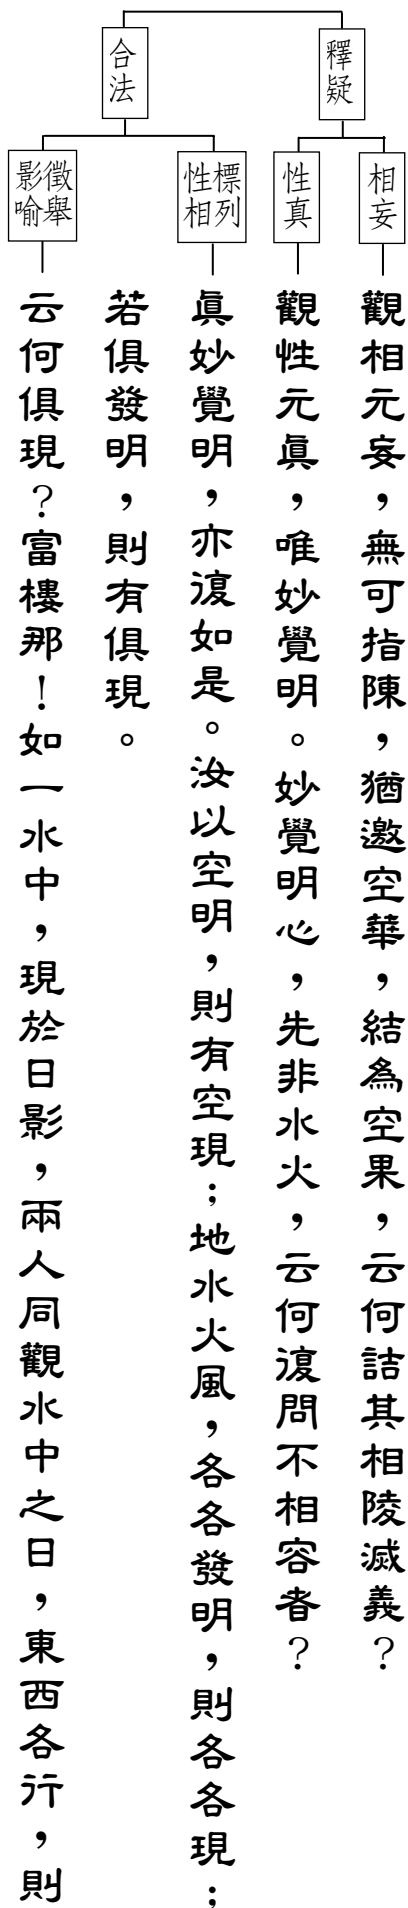 釋疑
合法
相妄
性真
標列性相
徵舉影喻
觀相元妄，無可指陳，猶邀空華，結為空果，云何詰其相陵滅義？
觀性元眞，唯妙覺明。妙覺明心，先非水火，云何復問不相容者？
眞妙覺明，亦復如是。汝以空明，則有空現；地水火風，各各發明，則各各現；
若俱發明，則有俱現。
云何俱現？富樓那！如一水中，現於日影，兩人同觀水中之日，東西各行，則